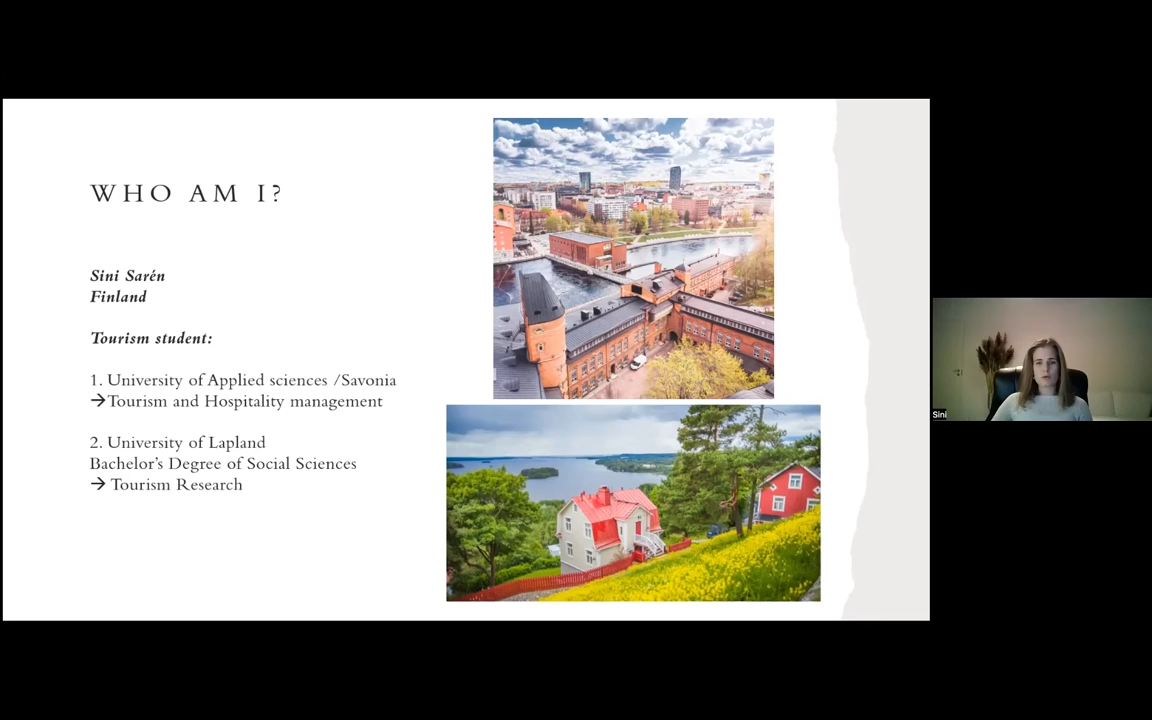 WHO AM I?
Sini Sarén
Finland
Tourism student:
1. University of Applied sciences /Savonia
→Tourism and Hospitality management
2. University of Lapland
Bachelor's Degree of Social Sciences
→ Tourism Research
Sini